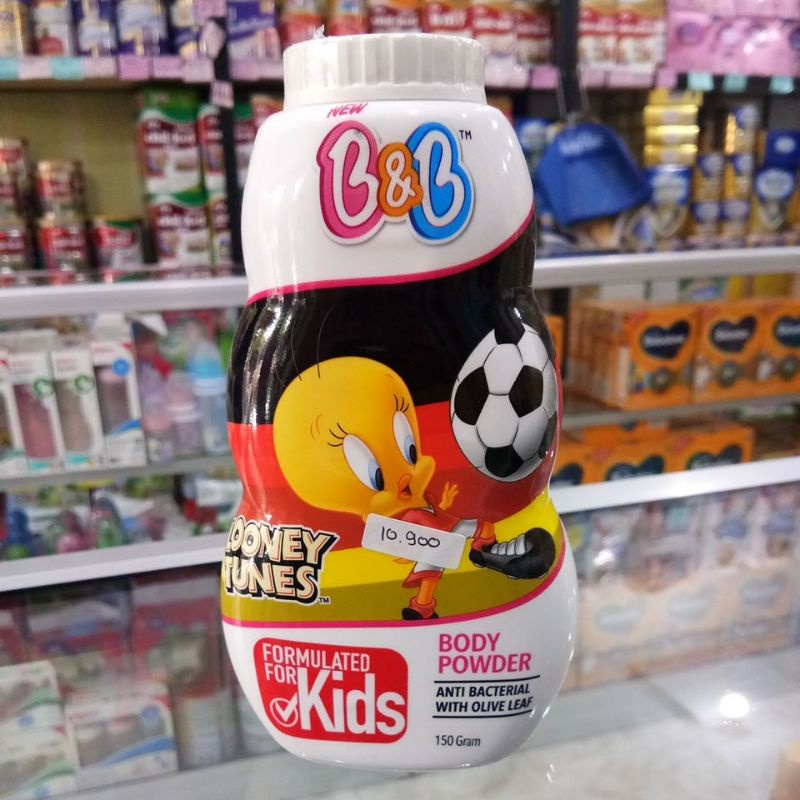 NEW
B&B™
LOONEY
TUNES™
10.900
FORMULATED
FOR
Kids
BODY
POWDER
ANTI BACTERIAL
WITH OLIVE LEAF
150 Gram